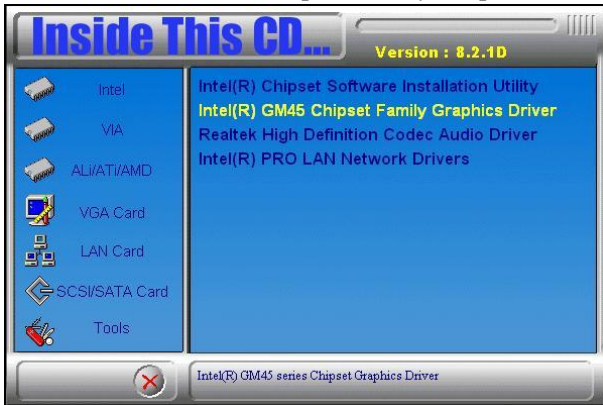 Inside This CD...
Version : 8.2.1D
Intel
VIA
ALi/ATi/AMD
VGA Card
LAN Card
SCSI/SATA Card
Tools
Intel(R) Chipset Software Installation Utility
Intel(R) GM45 Chipset Family Graphics Driver
Realtek High Definition Codec Audio Driver
Intel(R) PRO LAN Network Drivers
Intel(R) GM45 series Chipset Graphics Driver